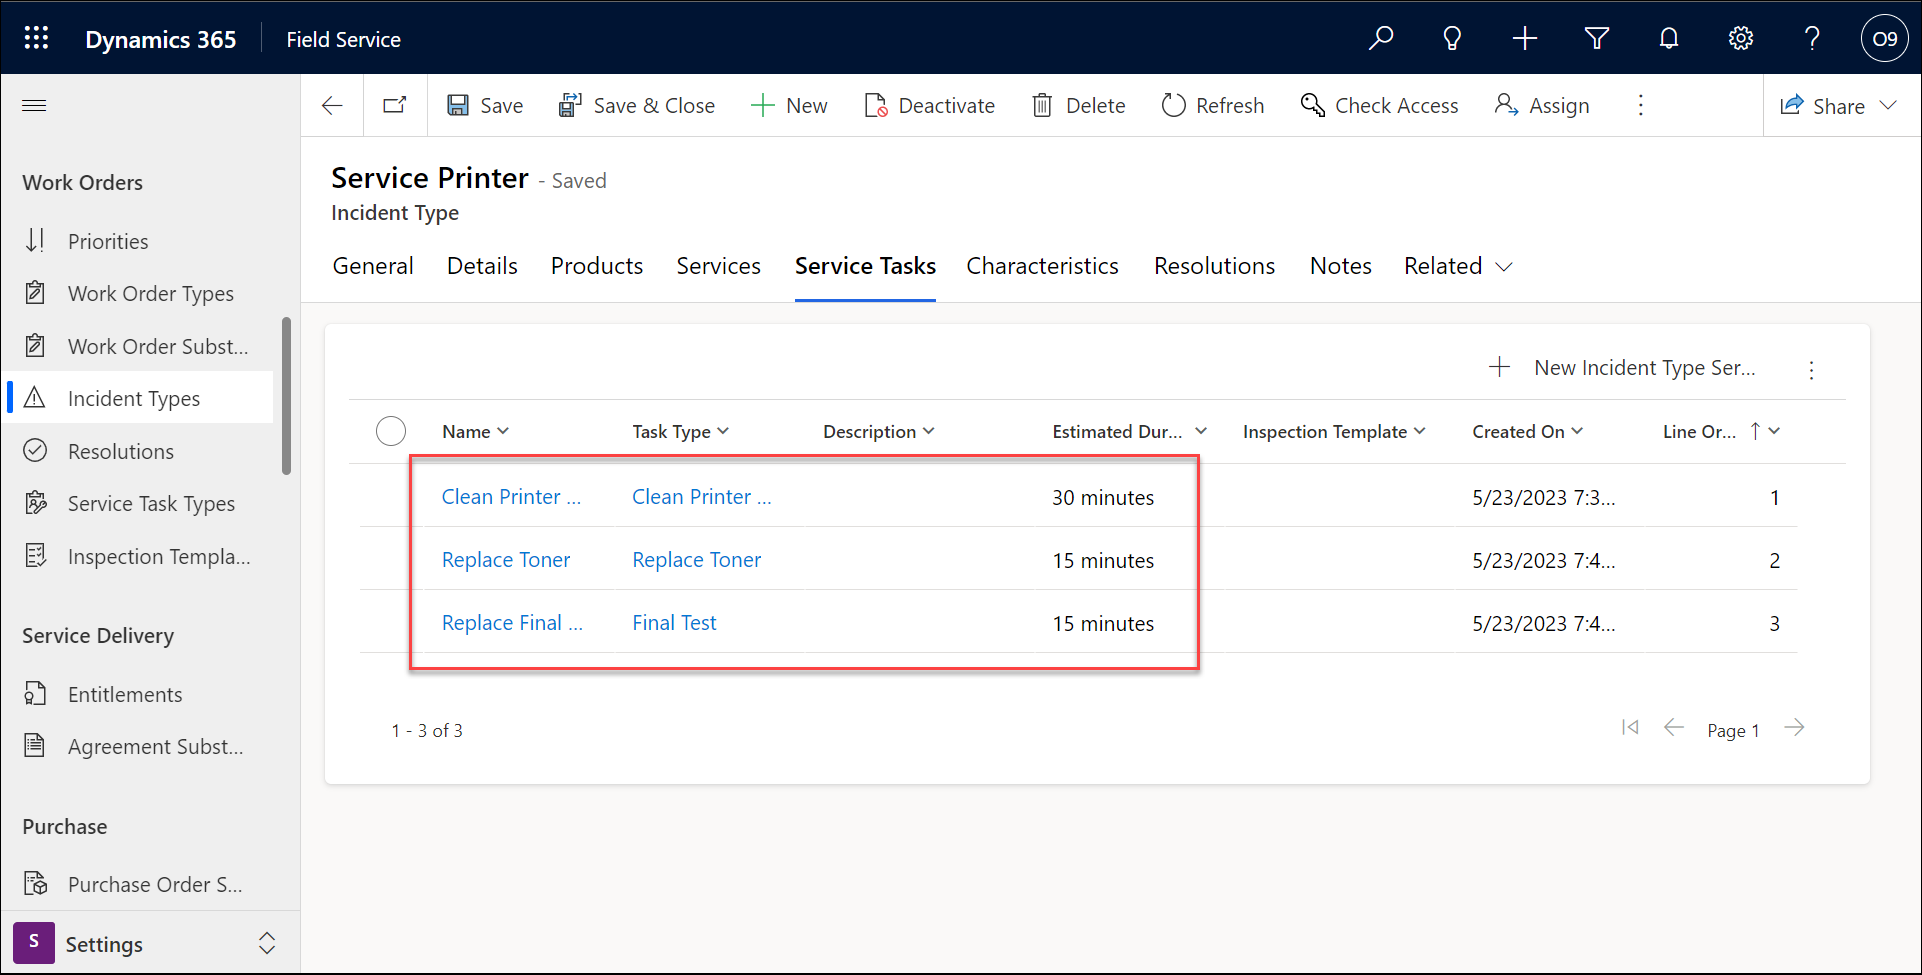 Dynamics 365 Field Service O9
Save Save & Close New Deactivate Delete Refresh Check Access Assign Share
Work Orders
Priorities
Work Order Types
Work Order Subst...
Incident Types
Resolutions
Service Task Types
Inspection Templa...
Service Delivery
Entitlements
Agreement Subst...
Purchase
Purchase Order S...
S Settings
Service Printer - Saved
Incident Type
General Details Products Services Service Tasks Characteristics Resolutions Notes Related
New Incident Type Ser...
Name Task Type Description Estimated Dur... Inspection Template Created On Line Or...
Clean Printer ... Clean Printer ... 30 minutes 5/23/2023 7:3... 1
Replace Toner Replace Toner 15 minutes 5/23/2023 7:4... 2
Replace Final ... Final Test 15 minutes 5/23/2023 7:4... 3
1 - 3 of 3 Page 1